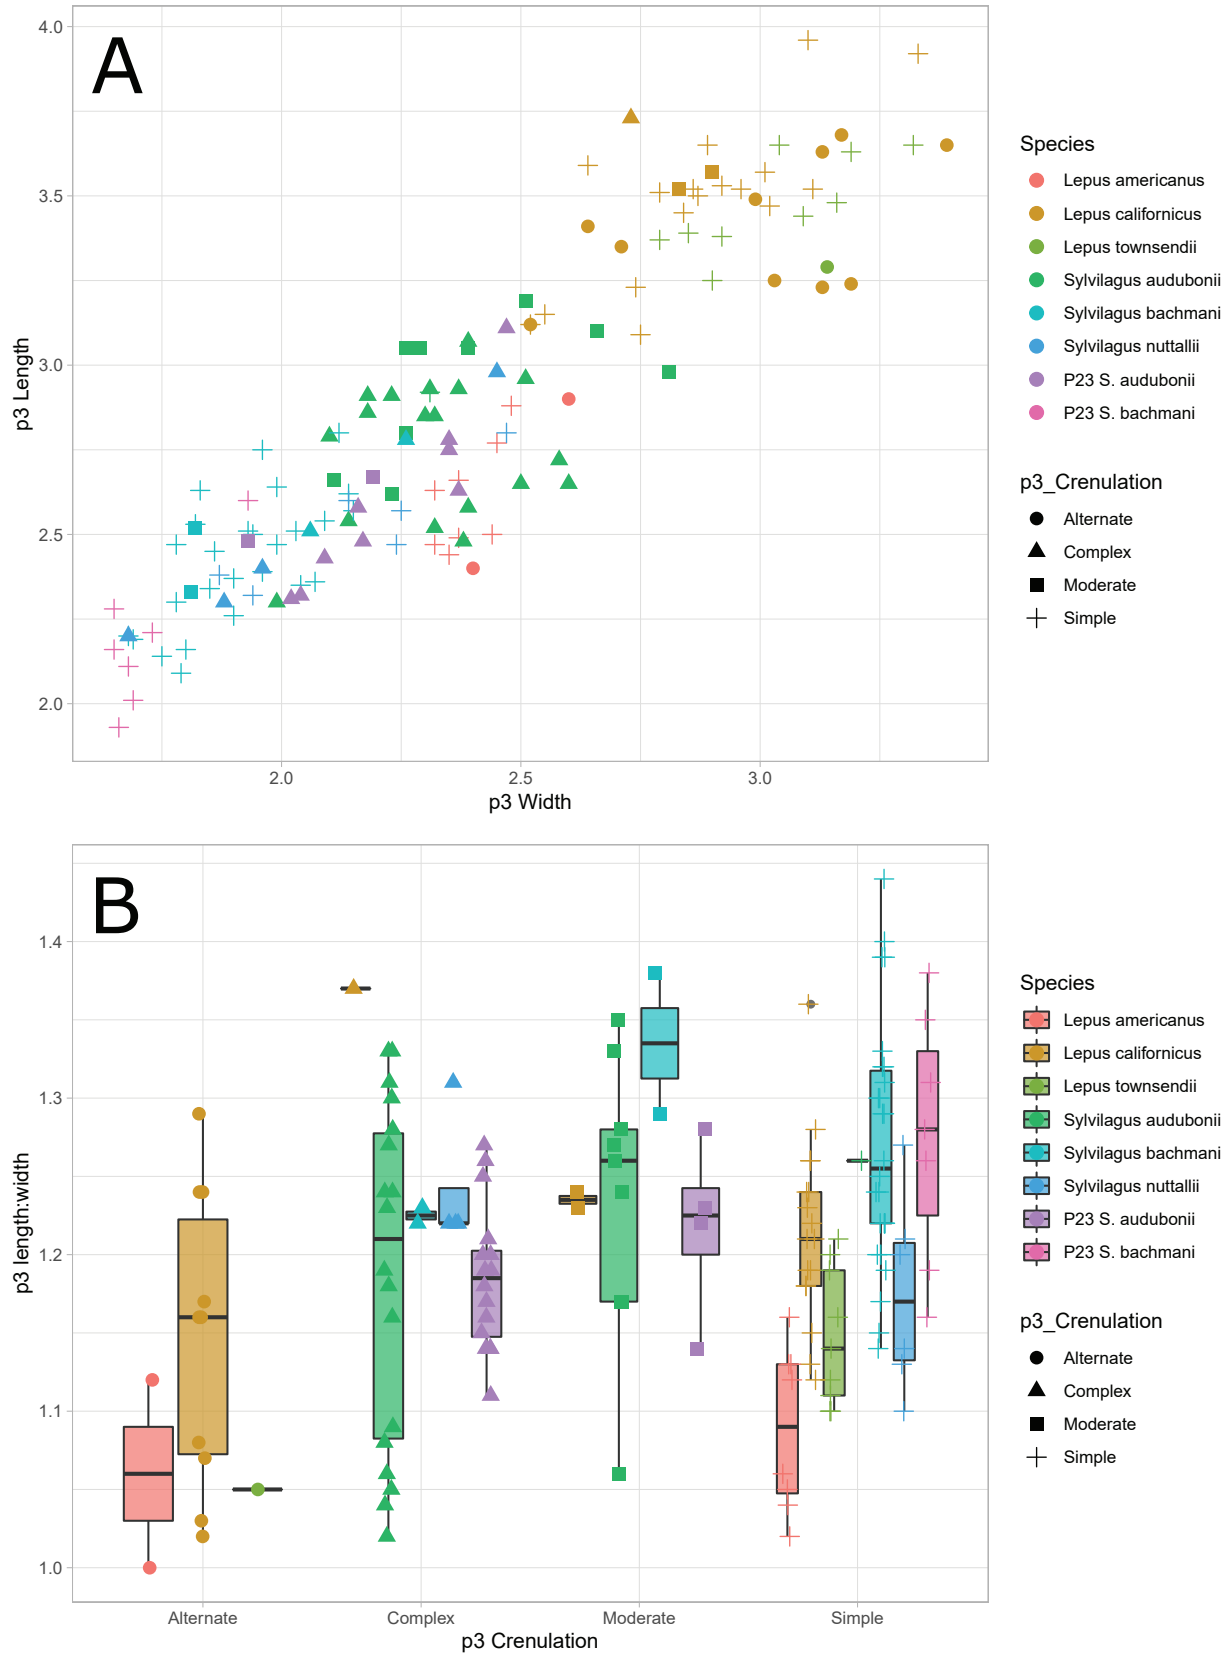 A
4.0
3.5
3.0
2.5
2.0
p3 Length
2.0
2.5
3.0
p3 Width
Species
Lepus americanus
Lepus californicus
Lepus townsendii
Sylvilagus audubonii
Sylvilagus bachmani
Sylvilagus nuttallii
P23 S. audubonii
P23 S. bachmani
p3_Crenulation
Alternate
Complex
Moderate
Simple
B
1.4
1.3
1.2
1.1
1.0
p3 length:width
Alternate
Complex
Moderate
Simple
p3 Crenulation
Species
Lepus americanus
Lepus californicus
Lepus townsendii
Sylvilagus audubonii
Sylvilagus bachmani
Sylvilagus nuttallii
P23 S. audubonii
P23 S. bachmani
p3_Crenulation
Alternate
Complex
Moderate
Simple